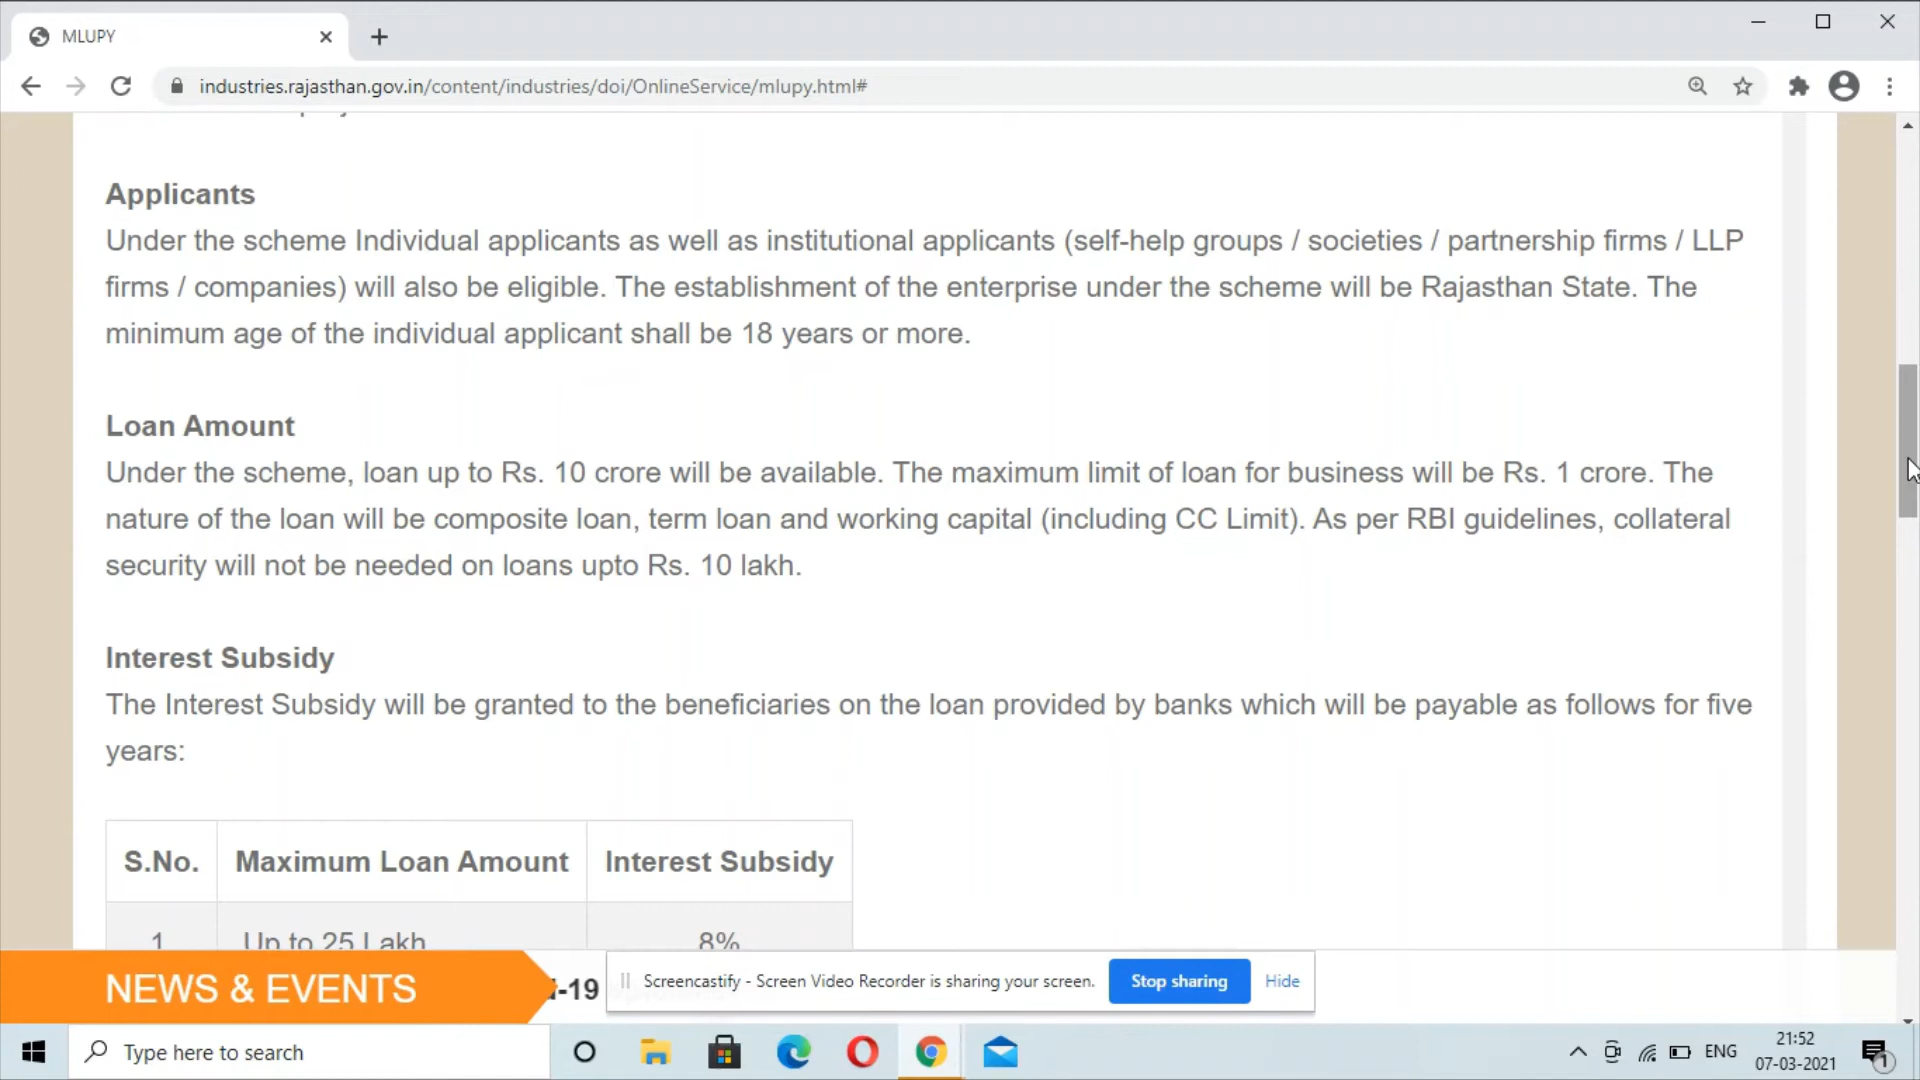 MLUPY
industries.rajasthan.gov.in/content/industries/doi/OnlineService/mlupy.html#
Applicants
Under the scheme Individual applicants as well as institutional applicants (self-help groups / societies / partnership firms / LLP
firms / companies) will also be eligible. The establishment of the enterprise under the scheme will be Rajasthan State. The
minimum age of the individual applicant shall be 18 years or more.
Loan Amount
Under the scheme, loan up to Rs. 10 crore will be available. The maximum limit of loan for business will be Rs. 1 crore. The
nature of the loan will be composite loan, term loan and working capital (including CC Limit). As per RBI guidelines, collateral
security will not be needed on loans upto Rs. 10 lakh.
Interest Subsidy
The Interest Subsidy will be granted to the beneficiaries on the loan provided by banks which will be payable as follows for five
years:
S.No. Maximum Loan Amount Interest Subsidy
1 Up to 25 Lakh 8%
NEWS & EVENTS -19 Screencastify - Screen Video Recorder is sharing your screen. Stop sharing Hide
Type here to search ENG 21:52
07-03-2021 1